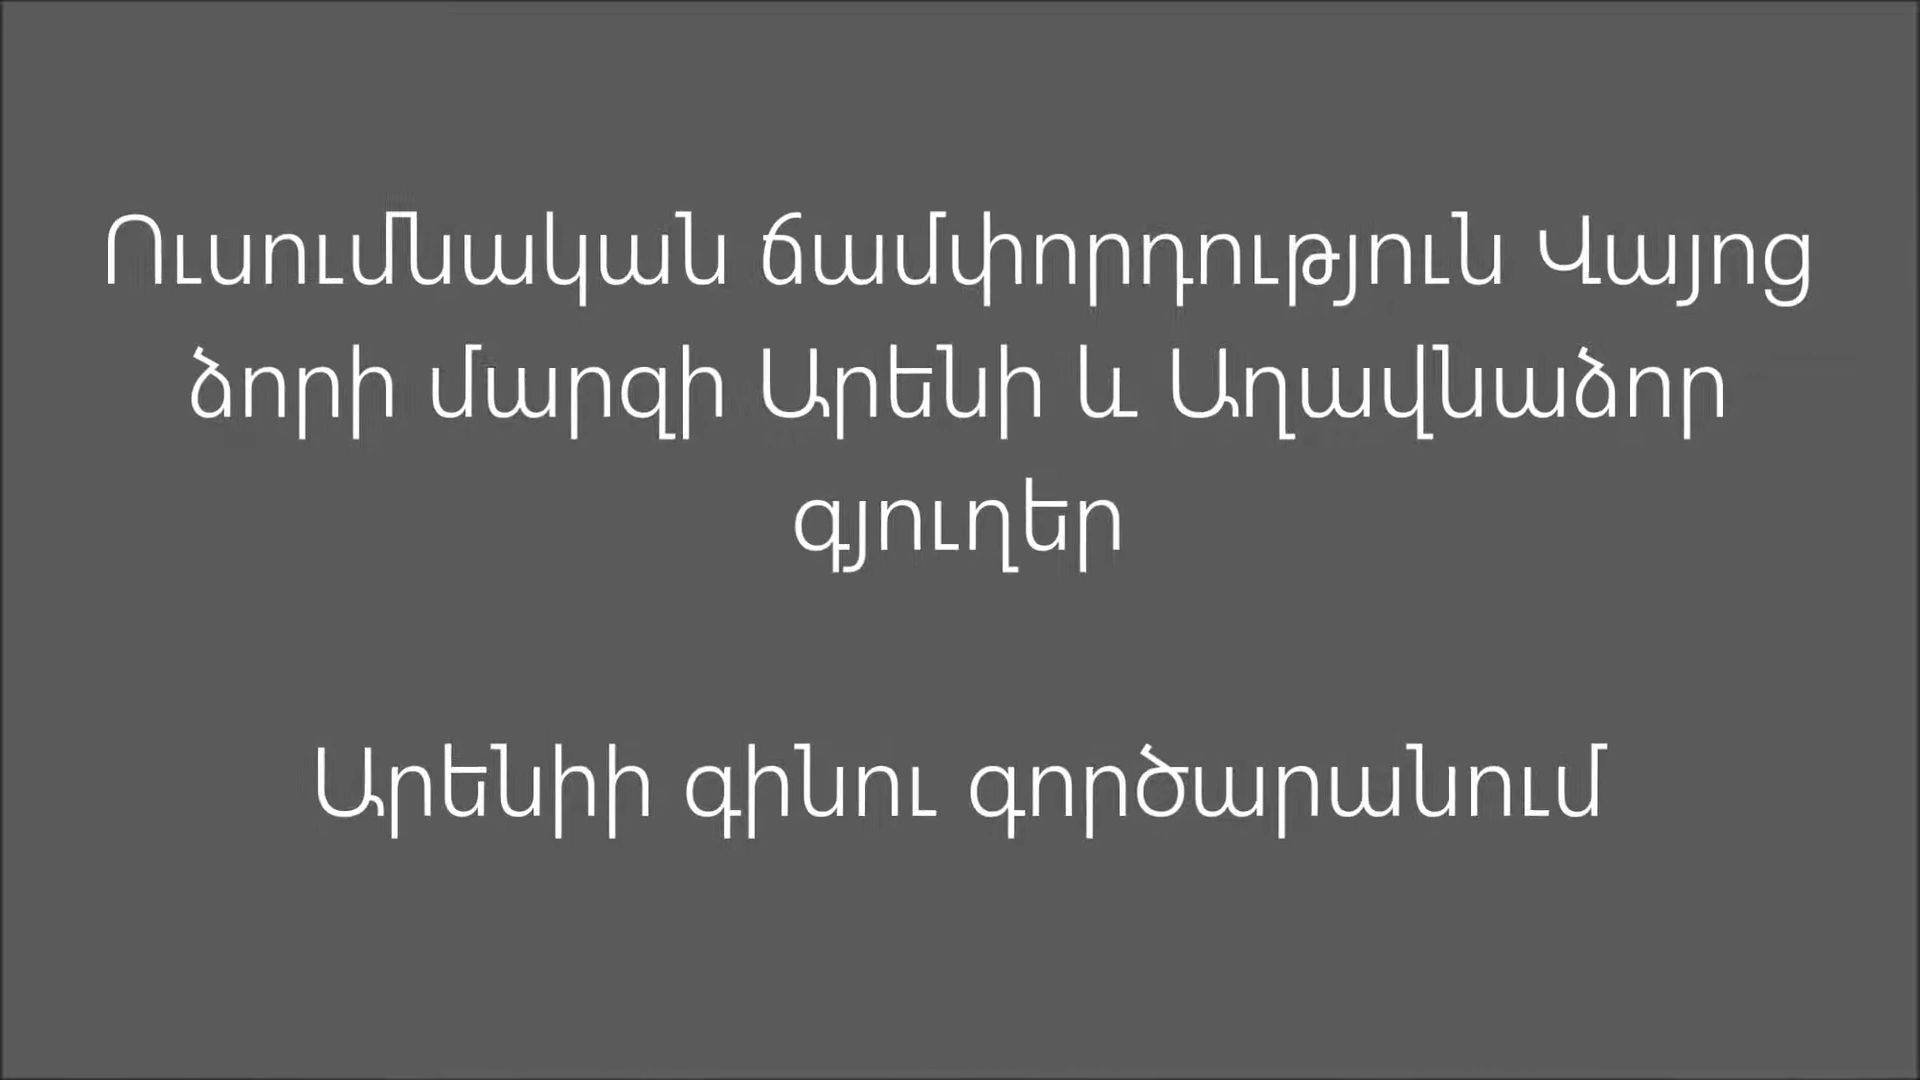 Ուսումնական ճամփորդություն Վայոց
ձորի մարզի Արենի և Աղավնաձոր
գյուղեր
Արենիի գինու գործարանում